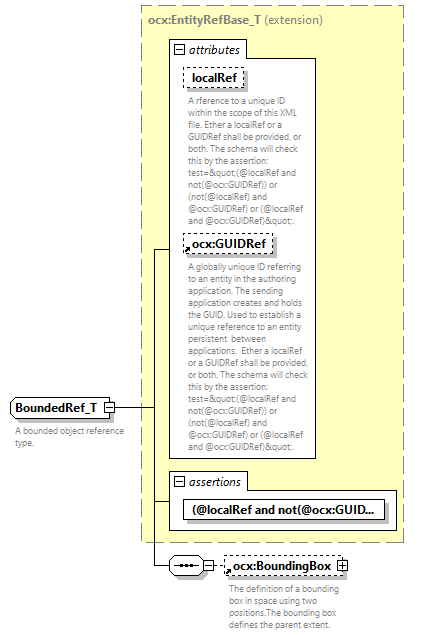 ocx:EntityRefBase_T (extension)
attributes
localRef
A rference to a unique ID
within the scope of this XML
file. Ether a localRef or a
GUIDRef shall be provided, or
both. The schema will check
this by the assertion:
test=&quot;(@localRef and
not(@ocx:GUIDRef)) or
(not(@localRef) and
@ocx:GUIDRef) or (@localRef
and @ocx:GUIDRef)&quot;.
ocx:GUIDRef
A globally unique ID referring
to an entity in the authoring
application. The sending
application creates and holds
the GUID. Used to establish a
unique reference to an entity
persistent between
applications. Ether a localRef
or a GUIDRef shall be provided,
or both. The schema will check
this by the assertion:
test=&quot;(@localRef and
not(@ocx:GUIDRef)) or
(not(@localRef) and
@ocx:GUIDRef) or (@localRef
and @ocx:GUIDRef)&quot;.
BoundedRef_T
A bounded object reference
type.
assertions
(@localRef and not(@ocx:GUID...
ocx:BoundingBox
The definition of a bounding
box in space using two
positions.The bounding box
defines the parent extent.